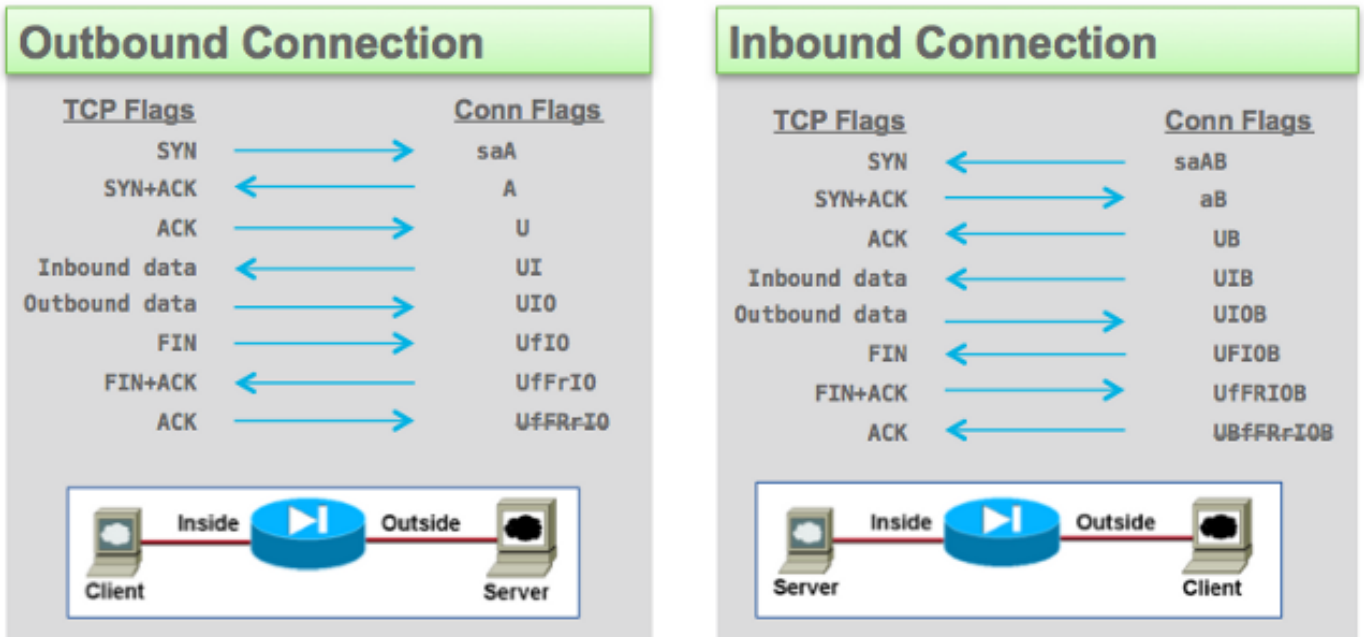 Outbound Connection
TCP Flags Conn Flags
SYN saA
SYN+ACK A
ACK U
Inbound data UI
Outbound data UIO
FIN UfIO
FIN+ACK UfFrIO
ACK UfFRrIO
Inside Outside
Client Server
Inbound Connection
TCP Flags Conn Flags
SYN saAB
SYN+ACK aB
ACK UB
Inbound data UIB
Outbound data UIOB
FIN UFIOB
FIN+ACK UfFRIOB
ACK UBfFRrIOB
Inside Outside
Server Client